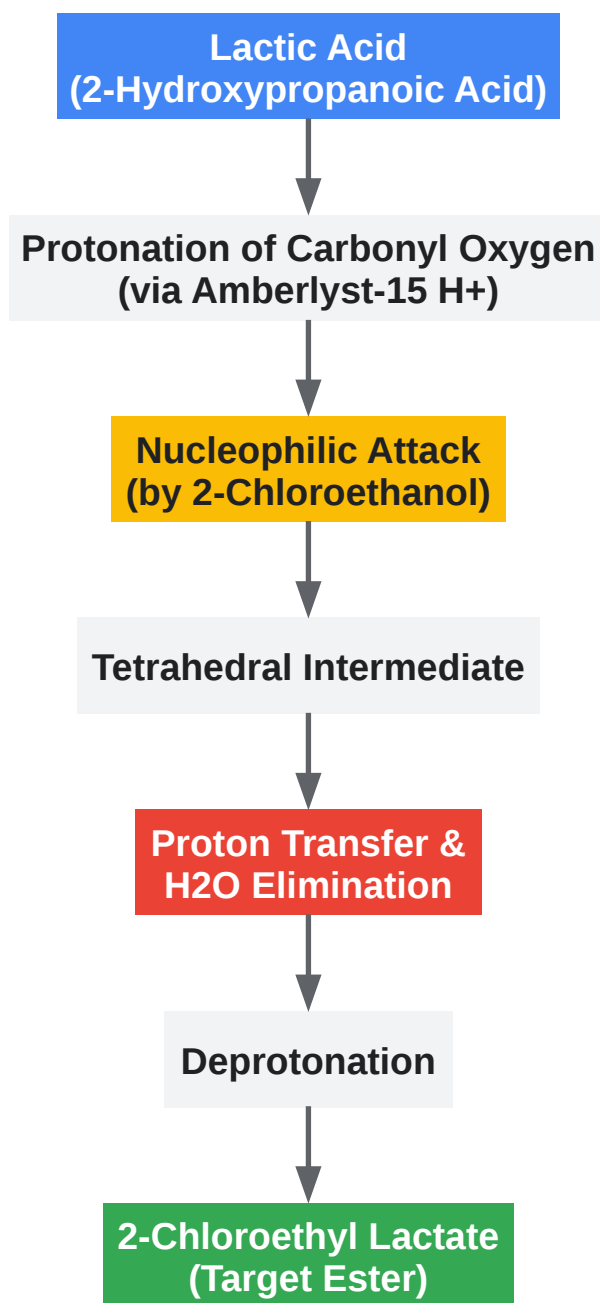 Lactic Acid
(2-Hydroxypropanoic Acid)
Protonation of Carbonyl Oxygen
(via Amberlyst-15 H+)
Nucleophilic Attack
(by 2-Chloroethanol)
Tetrahedral Intermediate
Proton Transfer &
H2O Elimination
Deprotonation
2-Chloroethyl Lactate
(Target Ester)